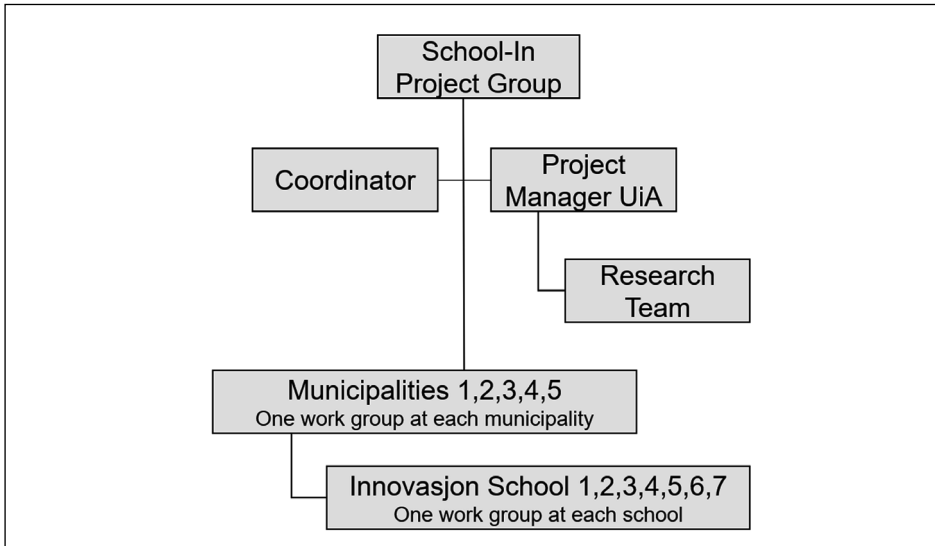 School-In
Project Group
Coordinator
Project
Manager UiA
Research
Team
Municipalities 1,2,3,4,5
One work group at each municipality
Innovasjon School 1,2,3,4,5,6,7
One work group at each school